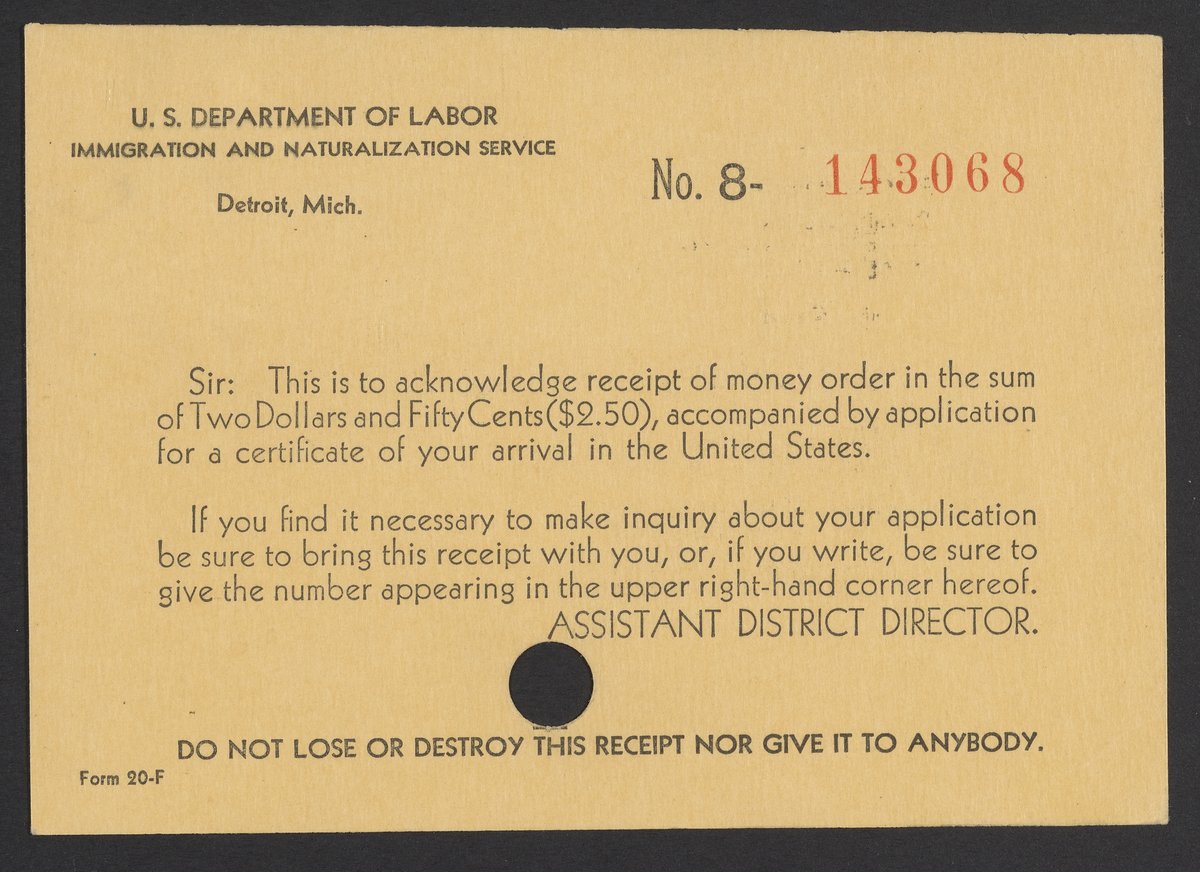 U. S. DEPARTMENT OF LABOR
IMMIGRATION AND NATURALIZATION SERVICE
Detroit, Mich.
No. 8- 143068
Sir: This is to acknowledge receipt of money order in the sum
of Two Dollars and Fifty Cents ($2.50), accompanied by application
for a certificate of your arrival in the United States.
If you find it necessary to make inquiry about your application
be sure to bring this receipt with you, or, if you write, be sure to
give the number appearing in the upper right-hand corner hereof.
ASSISTANT DISTRICT DIRECTOR.
DO NOT LOSE OR DESTROY THIS RECEIPT NOR GIVE IT TO ANYBODY.
Form 20-F